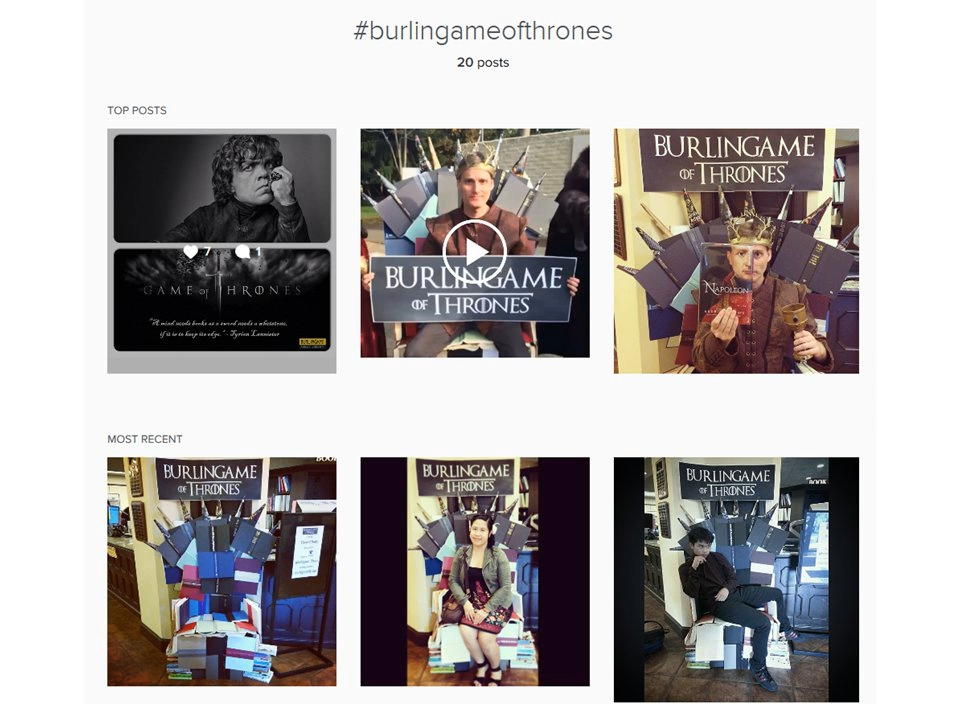 #burlingameofthrones
20 posts
TOP POSTS
7 1
GAME OF THRONES
"A mind needs books as a sword needs a whetstone,
if it is to keep its edge." - Tyrion Lannister
BURLINGAME
BURLINGAME
OF THRONES
BURLINGAME
OF THRONES
NAPOLEON
MOST RECENT
BURLINGAME
OF THRONES
BURLINGAME
OF THRONES
BURLINGAME
OF THRONES
BOOK